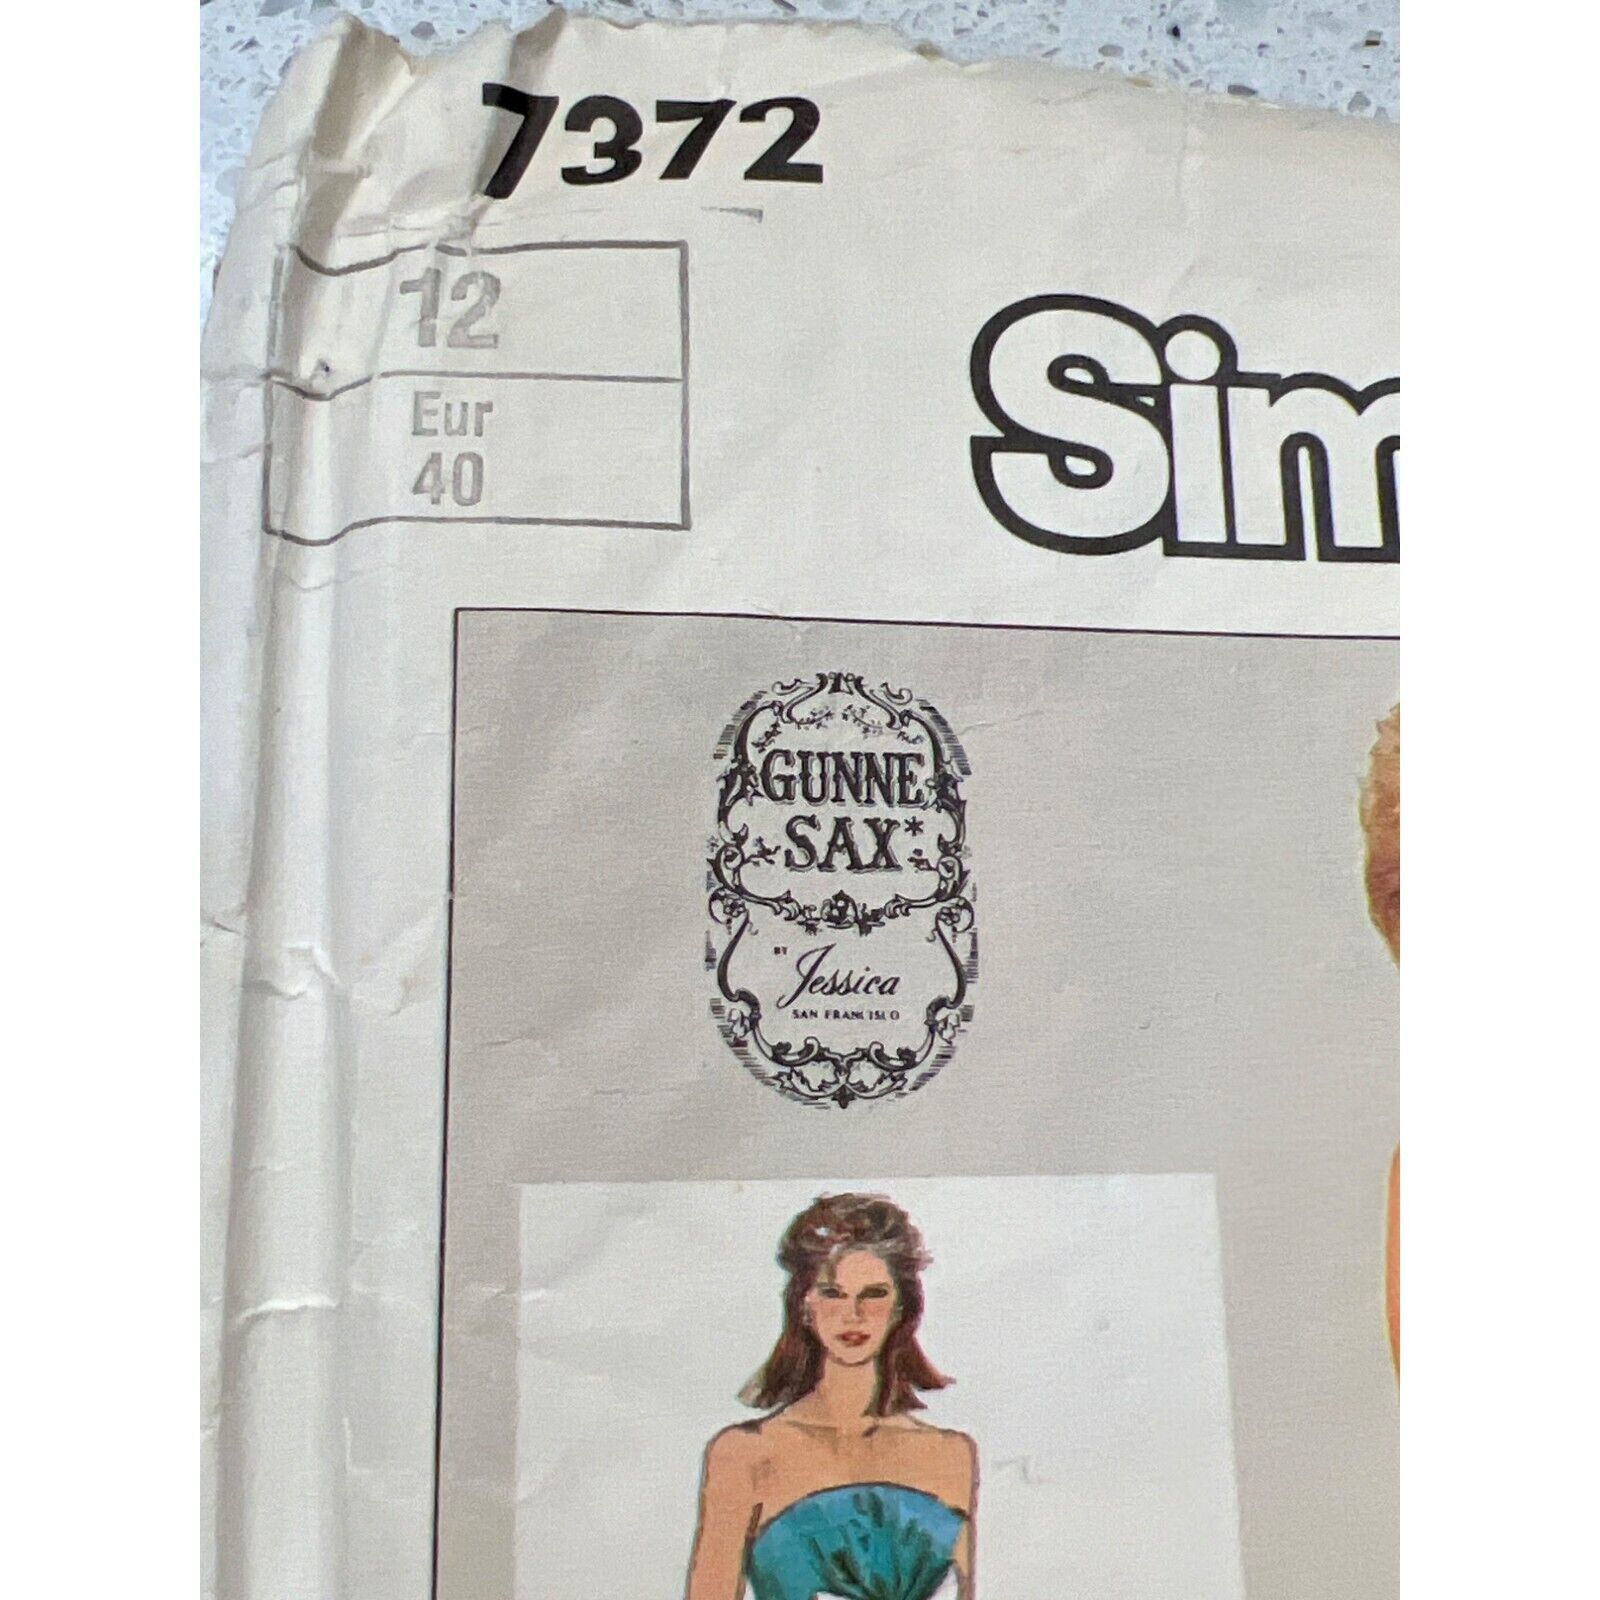 7372
12
Eur
40
Sim
GUNNE
SAX*
BY
Jessica
SAN FRANCISCO